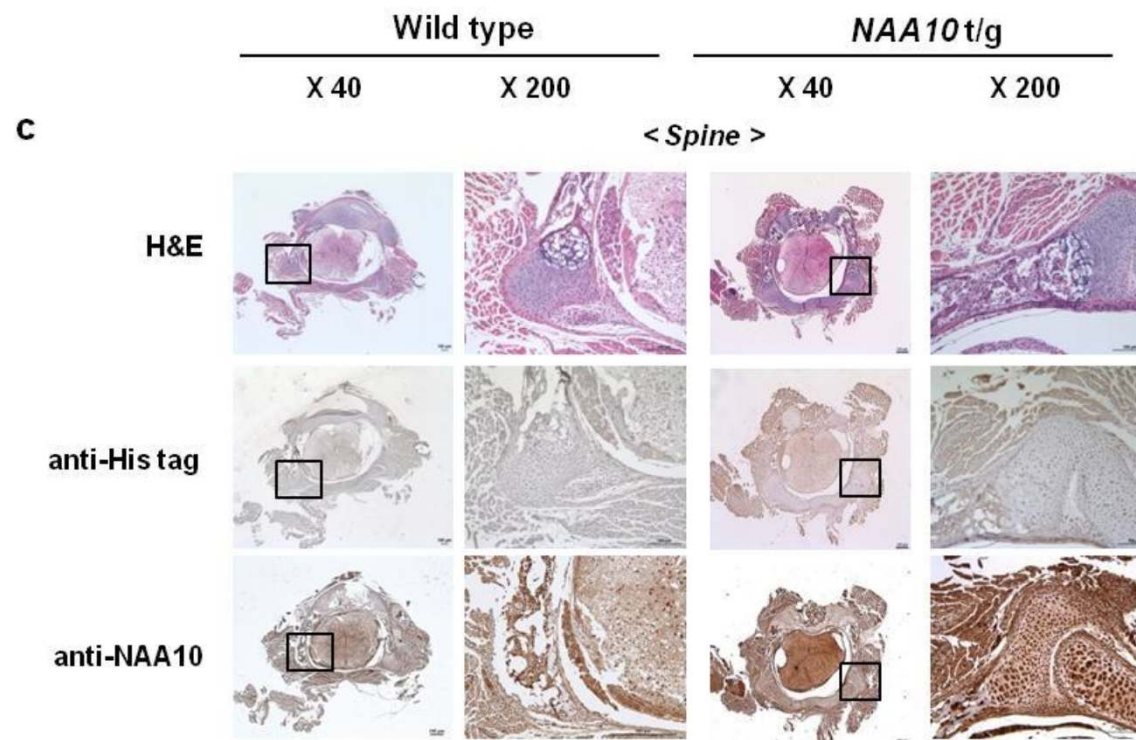 Wild type NAA10 t/g
X 40 X 200 X 40 X 200
c
< Spine >
H&E
anti-His tag
anti-NAA10